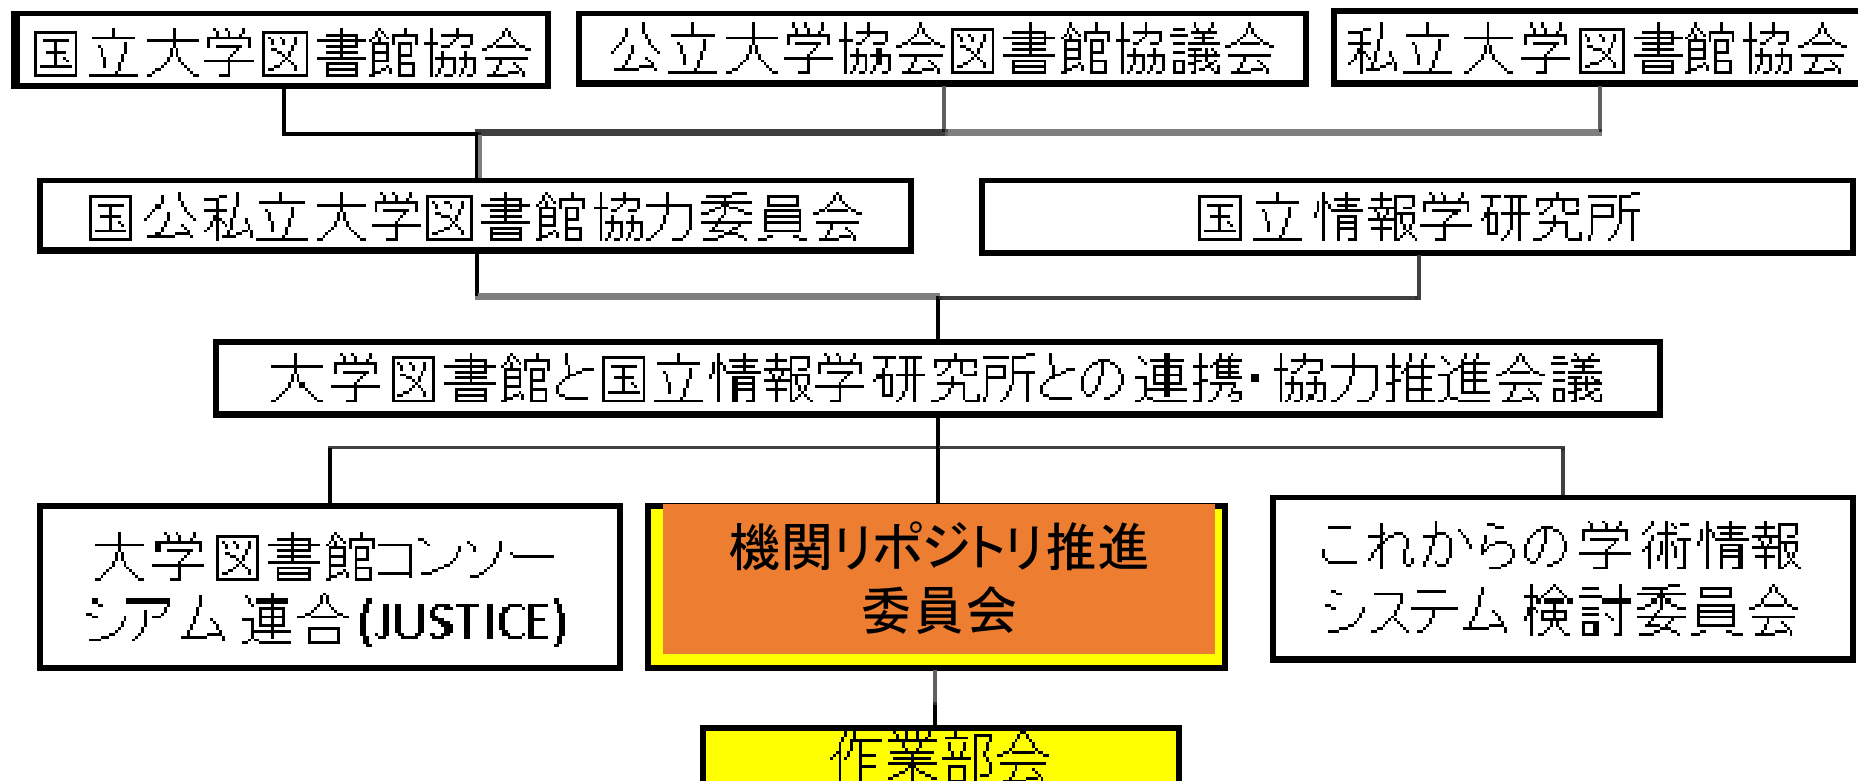 国立大学図書館協会
公立大学協会図書館協議会
私立大学図書館協会
国公私立大学図書館協力委員会
国立情報学研究所
大学図書館と国立情報学研究所との連携・協力推進会議
大学図書館コンソー
シアム連合(JUSTICE)
機関リポジトリ推進
委員会
これからの学術情報
システム検討委員会
作業部会